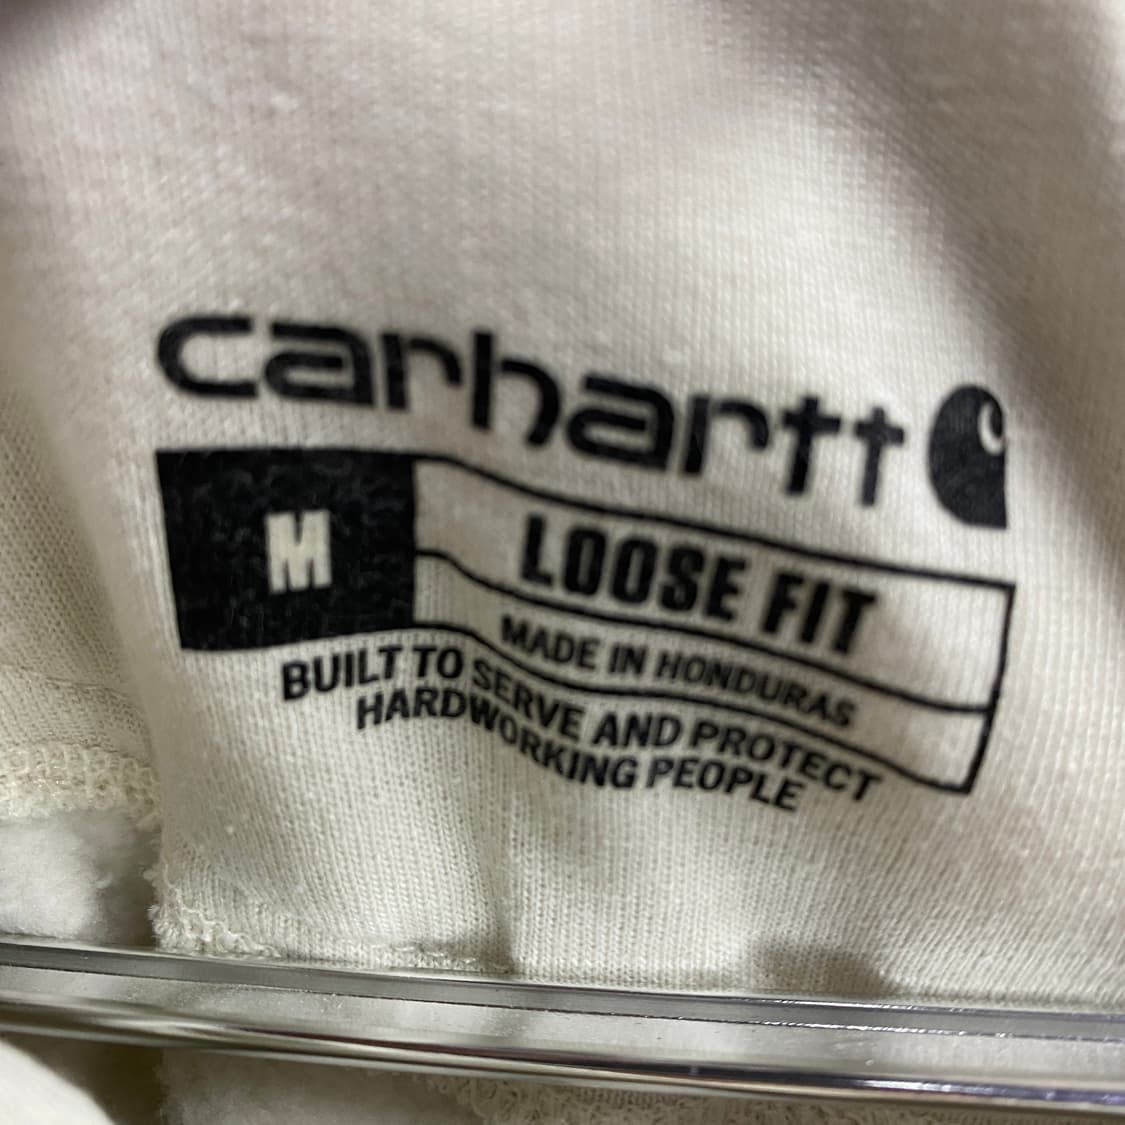 carhartt
M
LOOSE FIT
MADE IN HONDURAS
BUILT TO SERVE AND PROTECT
HARDWORKING PEOPLE